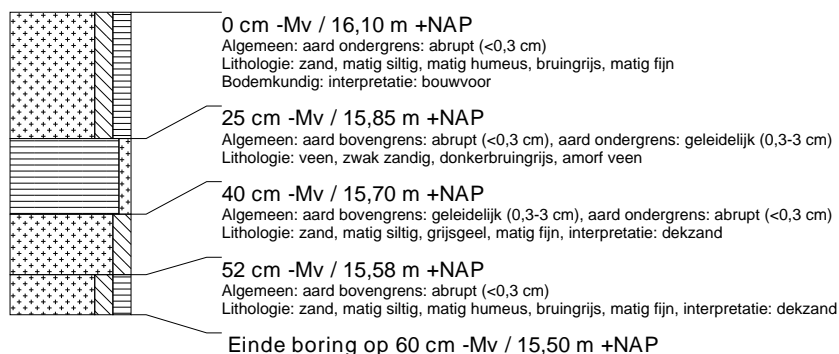 0 cm -Mv / 16,10 m +NAP
Algemeen: aard ondergrens: abrupt (<0,3 cm)
Lithologie: zand, matig siltig, matig humeus, bruingrijs, matig fijn
Bodemkundig: interpretatie: bouwvoor
25 cm -Mv / 15,85 m +NAP
Algemeen: aard bovengrens: abrupt (<0,3 cm), aard ondergrens: geleidelijk (0,3-3 cm)
Lithologie: veen, zwak zandig, donkerbruingrijs, amorf veen
40 cm -Mv / 15,70 m +NAP
Algemeen: aard bovengrens: geleidelijk (0,3-3 cm), aard ondergrens: abrupt (<0,3 cm)
Lithologie: zand, matig siltig, grijsgeel, matig fijn, interpretatie: dekzand
52 cm -Mv / 15,58 m +NAP
Algemeen: aard bovengrens: abrupt (<0,3 cm)
Lithologie: zand, matig siltig, matig humeus, bruingrijs, matig fijn, interpretatie: dekzand
Einde boring op 60 cm -Mv / 15,50 m +NAP